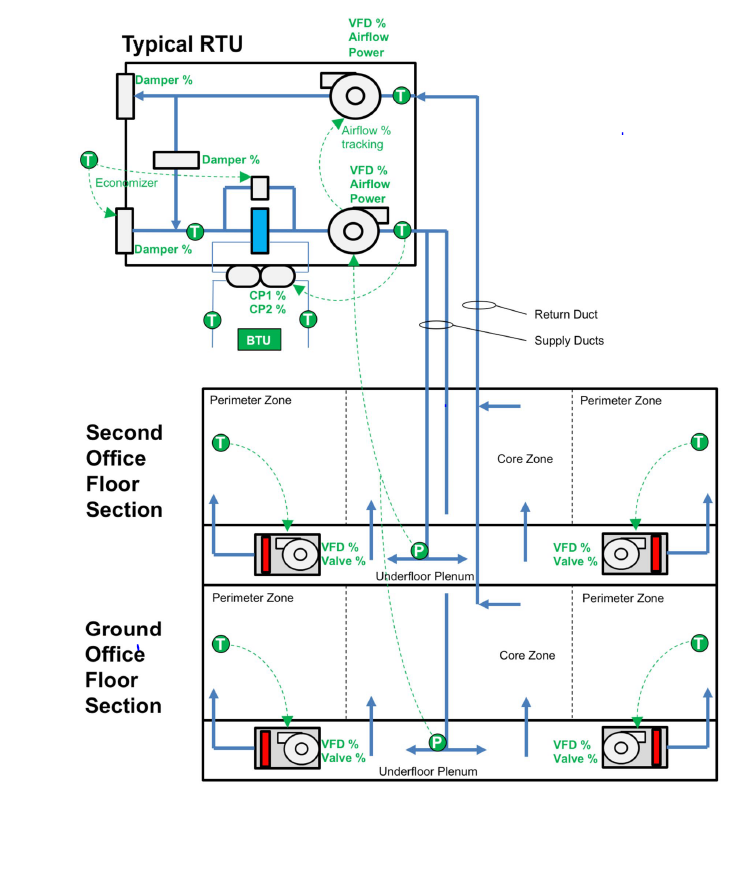 VFD %
Airflow
Power
Typical RTU
Damper %
T
Airflow %
tracking
T
Damper %
Economizer
VFD %
Airflow
Power
T
T
Damper %
CP1 %
CP2 %
T
T
BTU
Return Duct
Supply Ducts
Perimeter Zone
Perimeter Zone
Second
Office
Floor
Section
T
T
Core Zone
VFD %
Valve %
P
VFD %
Valve %
Underfloor Plenum
Perimeter Zone
Perimeter Zone
Ground
Office
Floor
Section
T
T
Core Zone
VFD %
Valve %
P
VFD %
Valve %
Underfloor Plenum